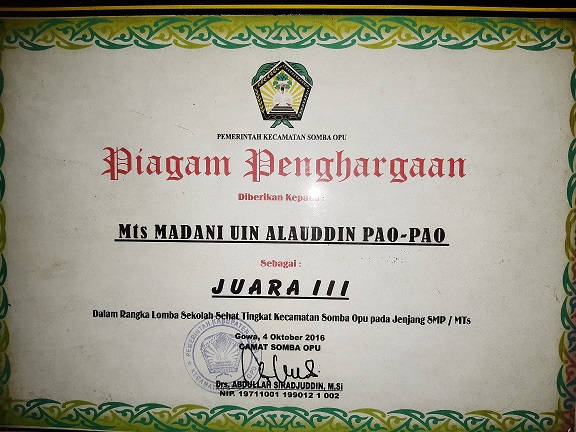 PEMERINTAH KECAMATAN SOMBA OPU
Piagam Penghargaan
Diberikan Kepada :
Mts MADANI UIN ALAUDDIN PAO-PAO
Sebagai :
JUARA III
Dalam Rangka Lomba Sekolah Sehat Tingkat Kecamatan Somba Opu pada Jenjang SMP / MTs
Gowa, 4 Oktober 2016
CAMAT SOMBA OPU
PEMERINTAH KABUPATEN
Drs. ABDULLAH SIRADJUDDIN, M.Si
NIP. 19711001 199012 1 002